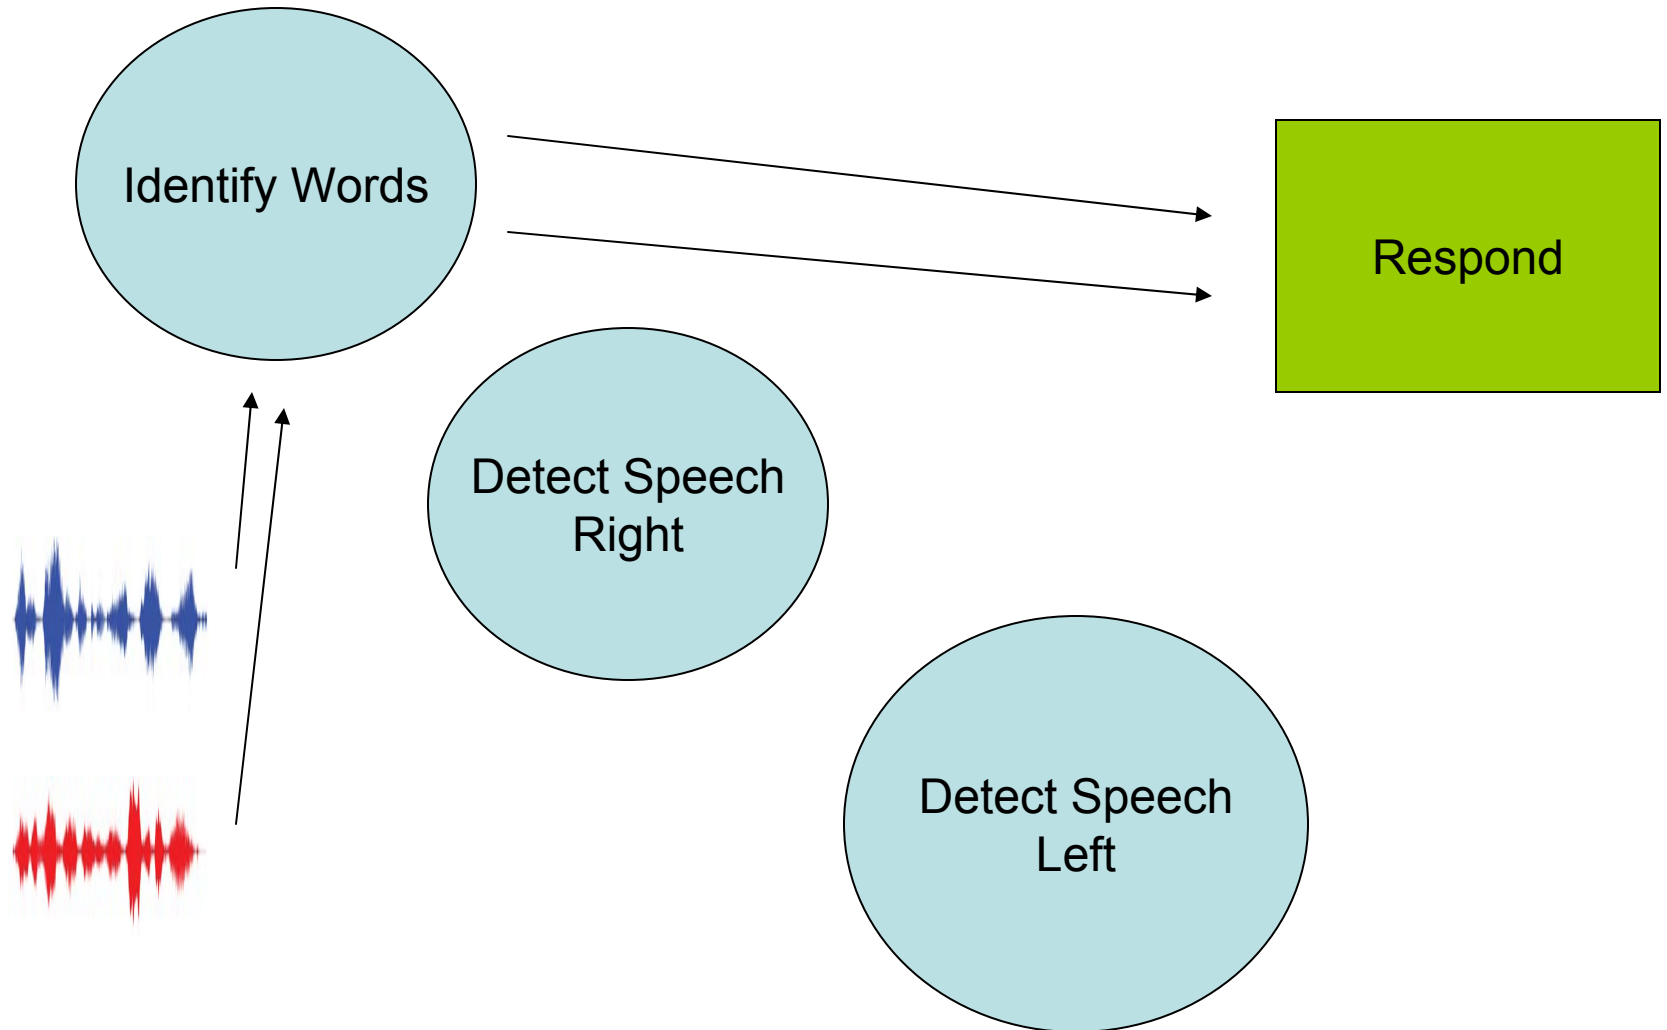 Identify Words
Respond
Detect Speech
Right
Detect Speech
Left